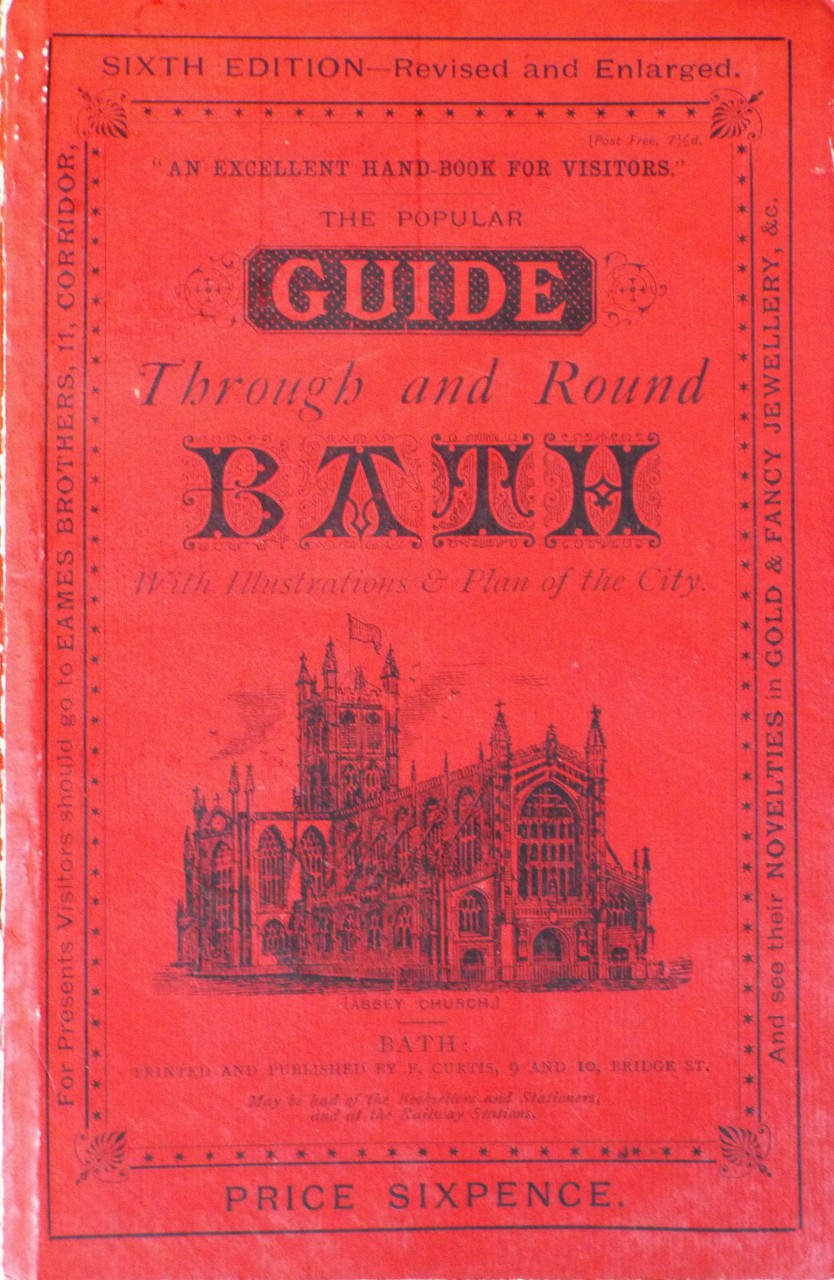 SIXTH EDITION—Revised and Enlarged.
[Post Free, 7½d.
"AN EXCELLENT HAND-BOOK FOR VISITORS."
THE POPULAR
GUIDE
Through and Round
BATH
With Illustrations & Plan of the City.
(ABBEY CHURCH.)
BATH:
PRINTED AND PUBLISHED BY F. CURTIS, 9 AND 10, BRIDGE ST.
May be had of the Booksellers and Stationers,
and at the Railway Stations.
PRICE SIXPENCE.
For Presents Visitors should go to EAMES BROTHERS, 11, CORRIDOR,
And see their NOVELTIES in GOLD & FANCY JEWELLERY, &c.